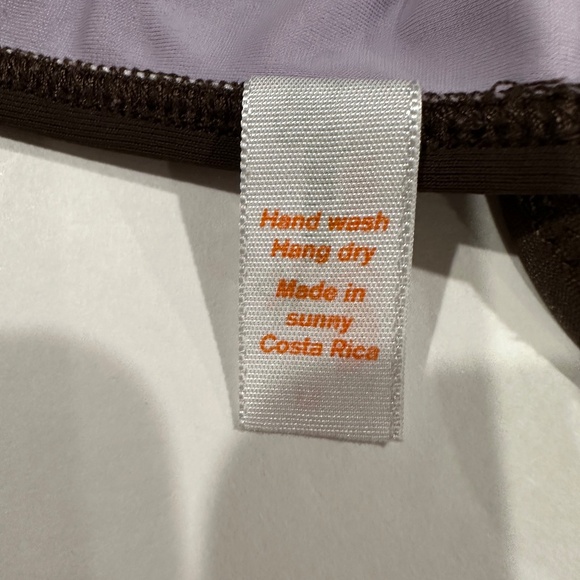 Hand wash
Hang dry
Made in
sunny
Costa Rica